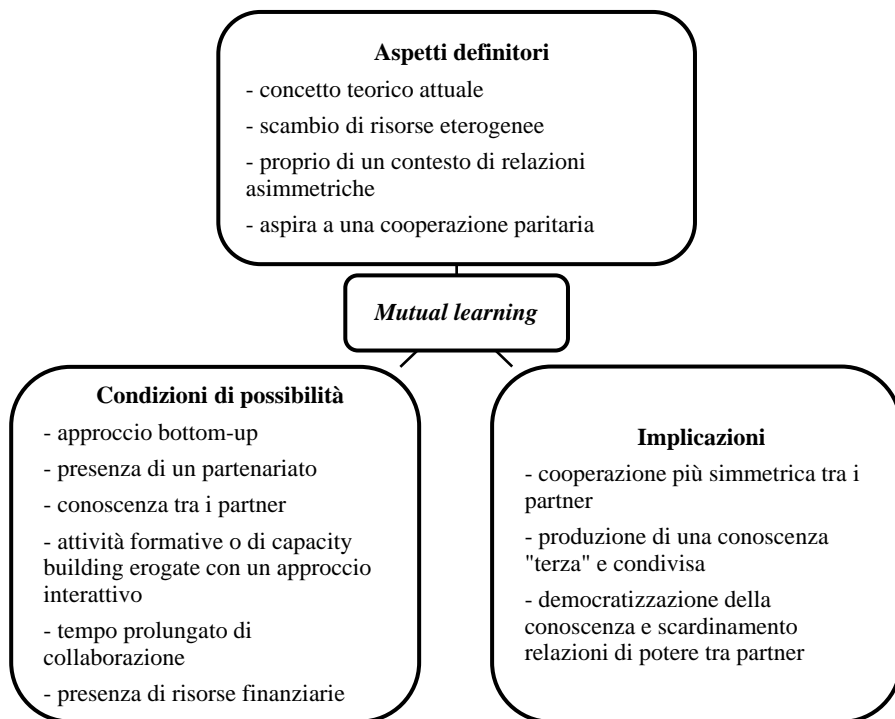 Aspetti definitori
- concetto teorico attuale
- scambio di risorse eterogenee
- proprio di un contesto di relazioni
asimmetriche
- aspira a una cooperazione paritaria
Mutual learning
Condizioni di possibilità
- approccio bottom-up
- presenza di un partenariato
- conoscenza tra i partner
- attività formative o di capacity
building erogate con un approccio
interattivo
- tempo prolungato di
collaborazione
- presenza di risorse finanziarie
Implicazioni
- cooperazione più simmetrica tra i
partner
- produzione di una conoscenza
"terza" e condivisa
- democratizzazione della
conoscenza e scardinamento
relazioni di potere tra partner